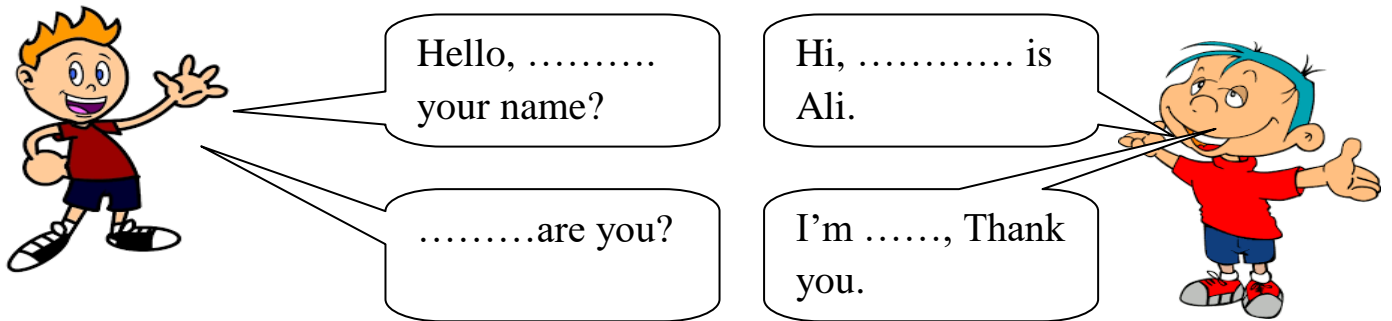 Hello, ……….
your name?
Hi, ………… is
Ali.
………are you?
I’m ……, Thank
you.